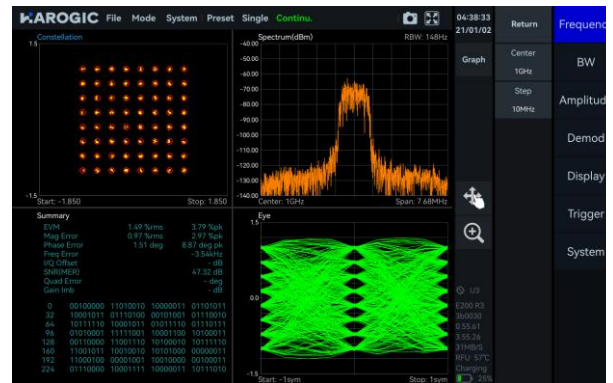 HAROGIC File Mode System Preset Single Continu.
04:38:33
21/01/02
Return
Frequenc
Constellation
1.5
-1.5
Start: -1.850 Stop: 1.850
Spectrum(dBm) RBW: 148Hz
-40.00
-50.00
-60.00
-70.00
-80.00
-90.00
-100.00
-110.00
-120.00
-130.00
-140.00
Center: 1GHz Span: 7.68MHz
Graph
Center
1GHz
Step
10MHz
BW
Amplitud
Demod
Display
Trigger
System
Summary
EVM 1.49 %rms 3.79 %pk
Mag Error 0.97 %rms 2.97 %pk
Phase Error 1.51 deg 8.87 deg pk
Freq Error -3.54kHz
I/Q Offset - dB
SNR(MER) 47.32 dB
Quad Error - deg
Gain Imb - dB
0 00100000 11010010 10000011 01101011
32 10001011 01110100 00101001 01110010
64 10111110 10001011 01011110 01110111
96 01010001 11111001 10001100 10100011
128 00110000 11001110 10100010 10111110
160 11001011 10010010 10101000 00000011
192 11000100 00001001 10010000 00100011
224 01110000 10001111 10000011 10111010
Eye
1.5
0.0
-1.5
Start: -1sym Stop: 1sym
U3
E200 R3
3b0030
0.55.61
3.55.26
31MB/S
RFU 57°C
Charging
25%